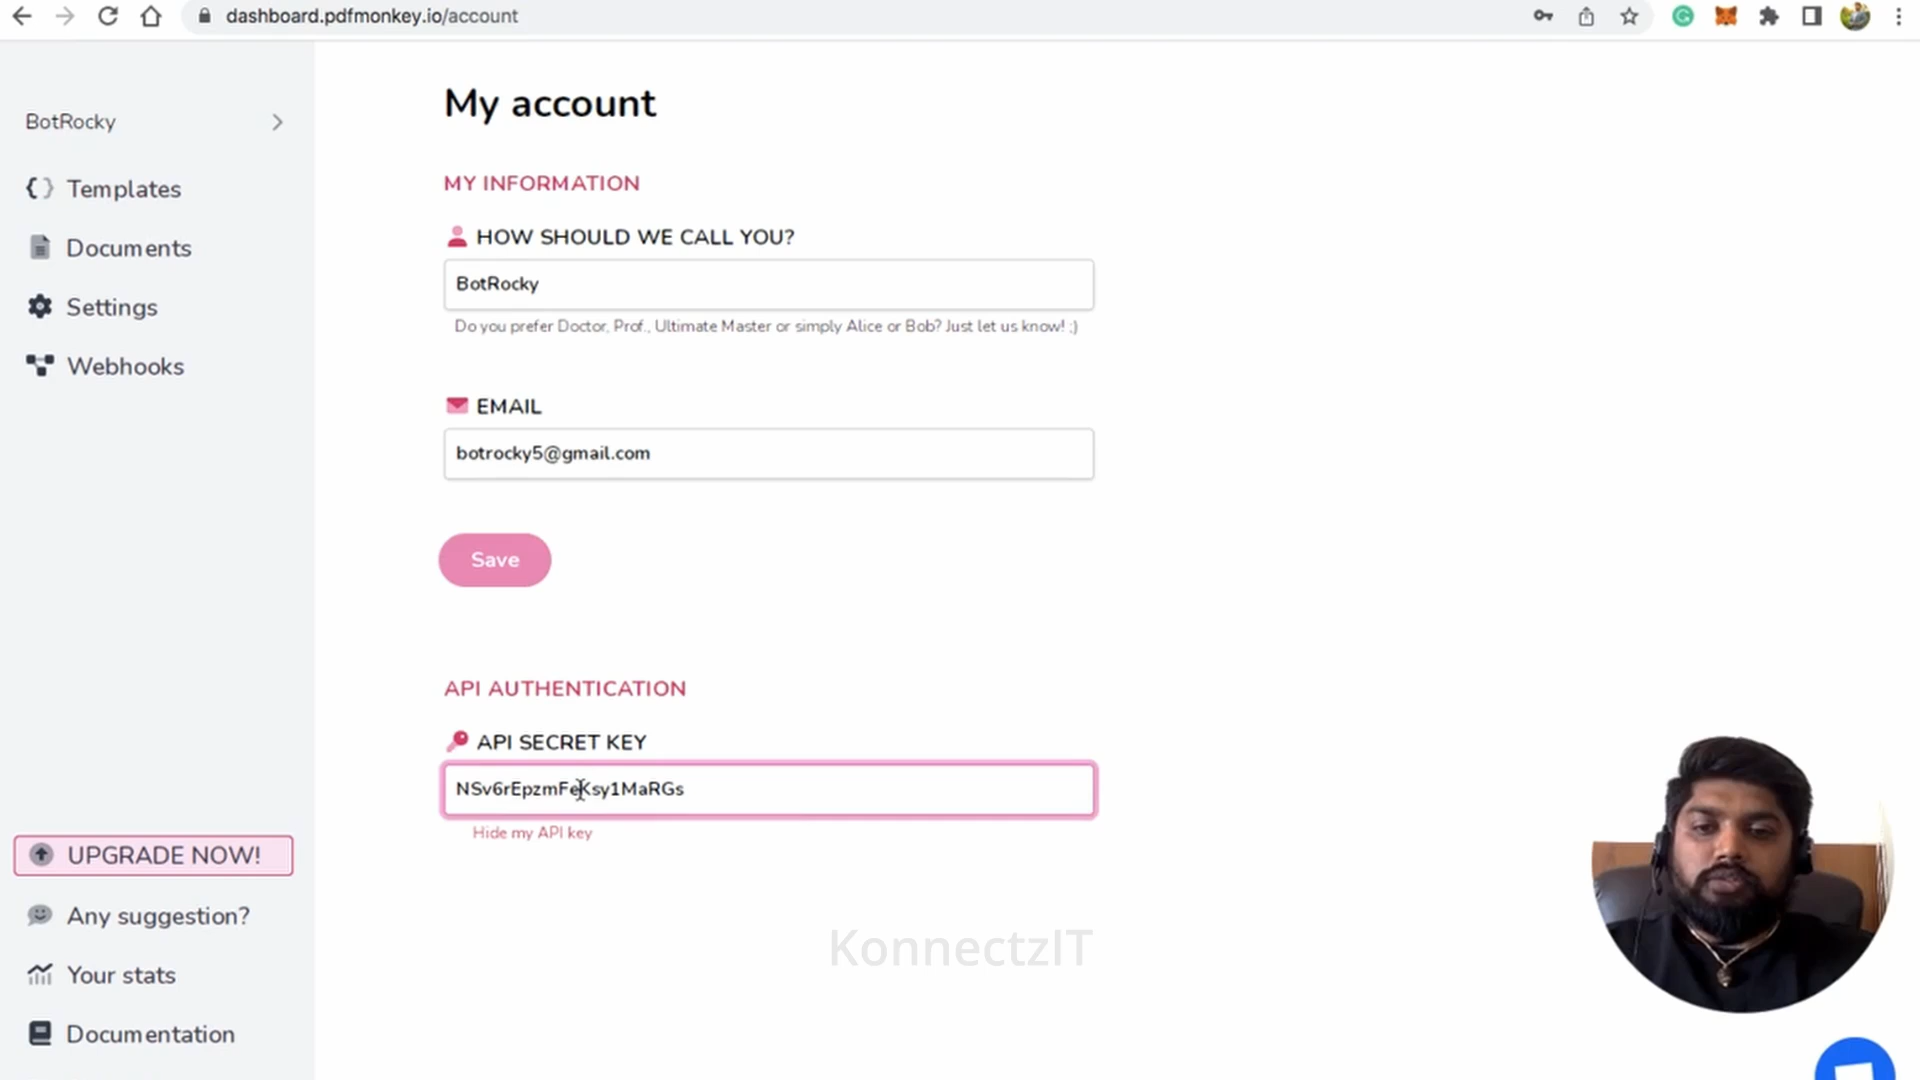 dashboard.pdfmonkey.io/account
BotRocky
Templates
Documents
Settings
Webhooks
UPGRADE NOW!
Any suggestion?
Your stats
Documentation
My account
MY INFORMATION
HOW SHOULD WE CALL YOU?
BotRocky
Do you prefer Doctor, Prof., Ultimate Master or simply Alice or Bob? Just let us know! ;)
EMAIL
botrocky5@gmail.com
Save
API AUTHENTICATION
API SECRET KEY
NSv6rEpzmFeKsy1MaRGs
Hide my API key
KonnectzIT